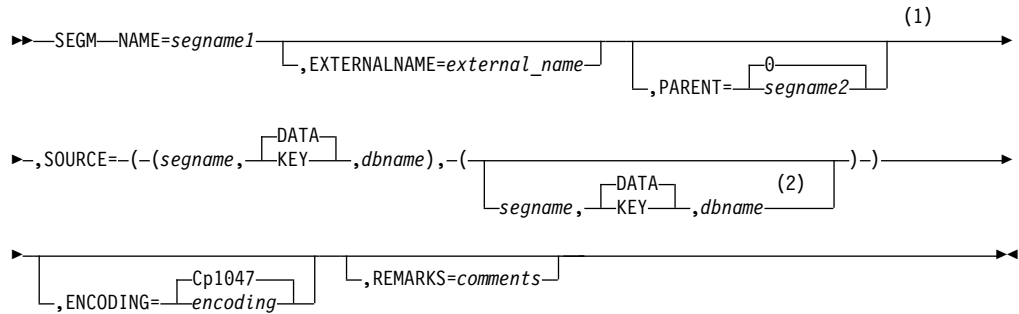 (1)
SEGM NAME=segname1
,EXTERNALNAME=external_name
0
,PARENT= segname2
DATA
,SOURCE= ( (segname, KEY ,dbname), ( ) )
DATA (2)
segname, KEY ,dbname
Cp1047
,ENCODING= encoding
,REMARKS=comments